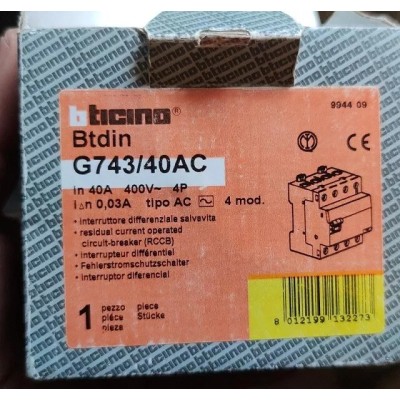 bticino
bticino®
9944 09
Btdin
G743/40AC
CE
In 40A 400V~ 4P
I∆n 0,03A tipo AC 4 mod.
• interruttore differenziale salvavita
• residual current operated
circuit-breaker (RCCB)
• interrupteur différentiel
• Fehlerstromschutzschalter
• interruptor diferencial
1 pezzo piece
pièce Stücke
pieza
8 012199 132273
bticino